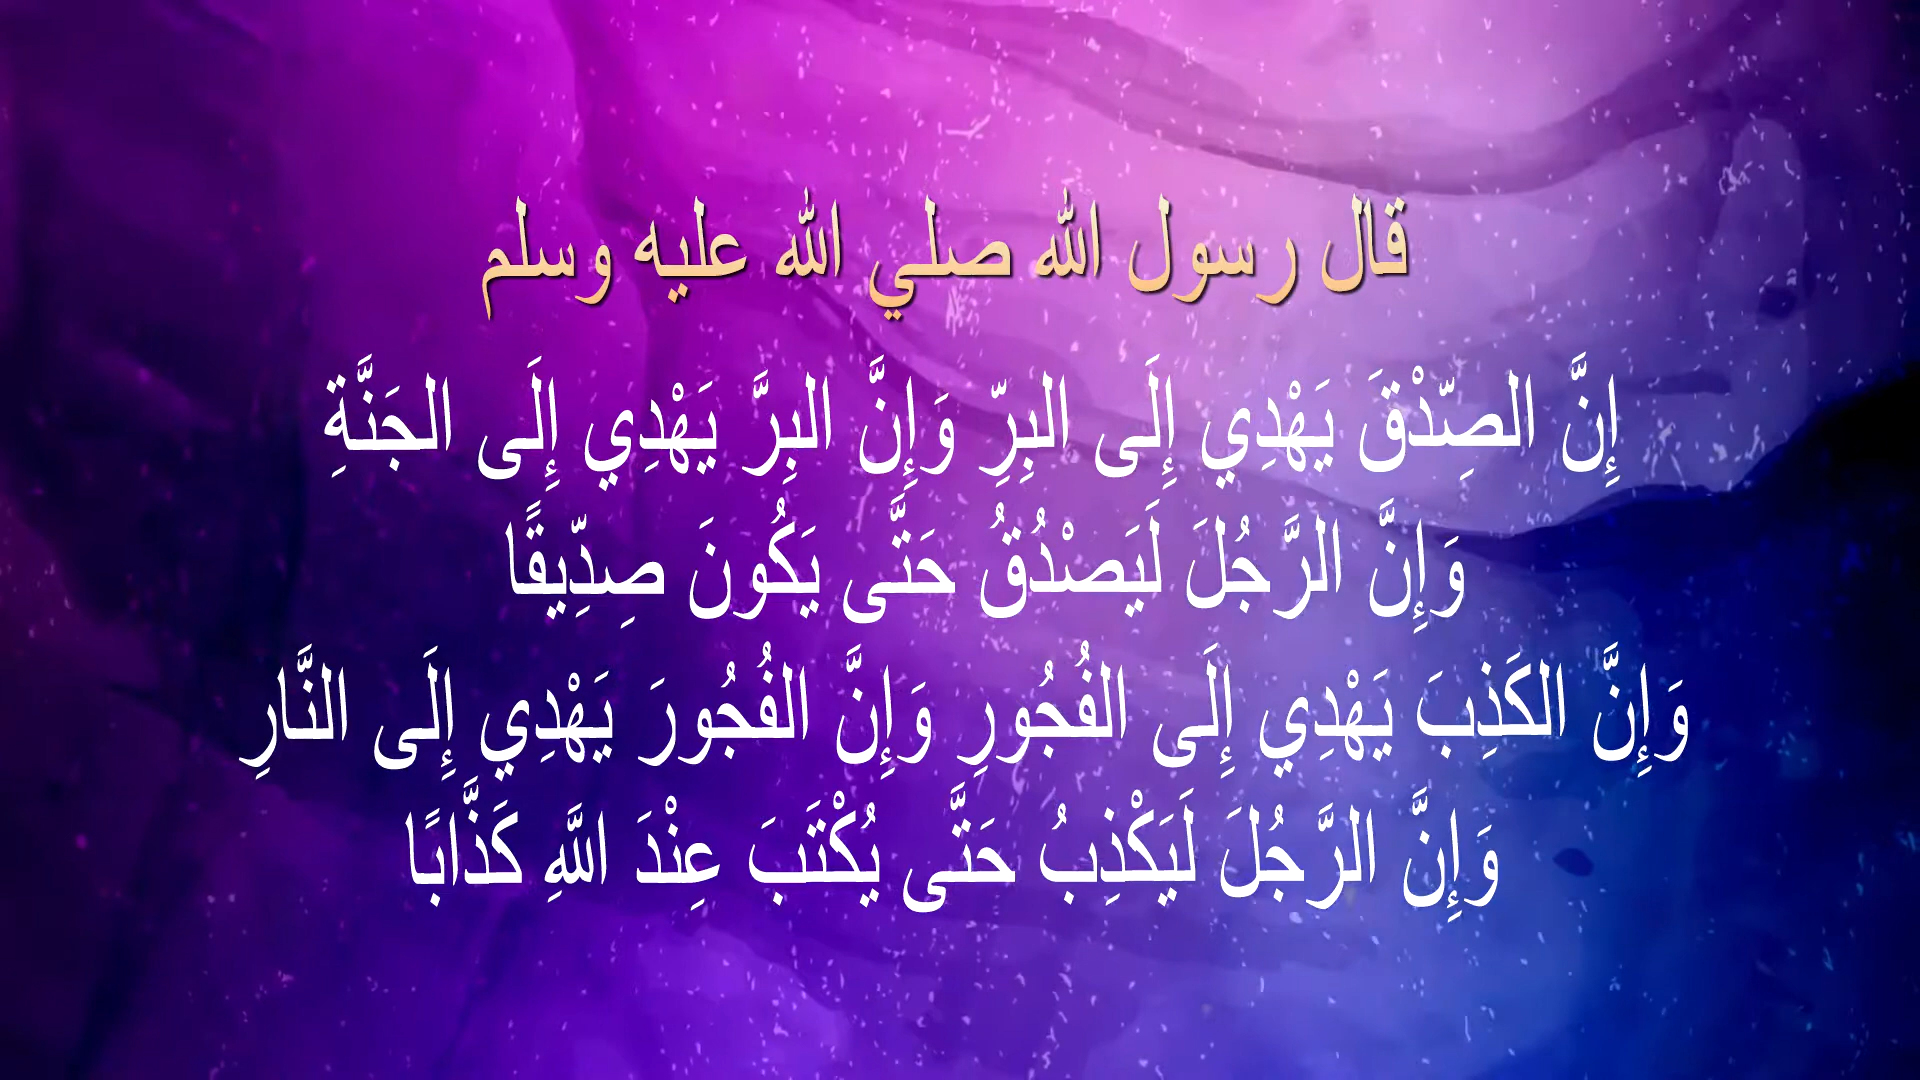 قال رسول الله صلي الله عليه وسلم
إِنَّ الصِّدْقَ يَهْدِي إِلَى البِرِّ وَإِنَّ البِرَّ يَهْدِي إِلَى الجَنَّةِ
وَإِنَّ الرَّجُلَ لَيَصْدُقُ حَتَّى يَكُونَ صِدِّيقًا
وَإِنَّ الكَذِبَ يَهْدِي إِلَى الفُجُورِ وَإِنَّ الفُجُورَ يَهْدِي إِلَى النَّارِ
وَإِنَّ الرَّجُلَ لَيَكْذِبُ حَتَّى يُكْتَبَ عِنْدَ اللَّهِ كَذَّابًا